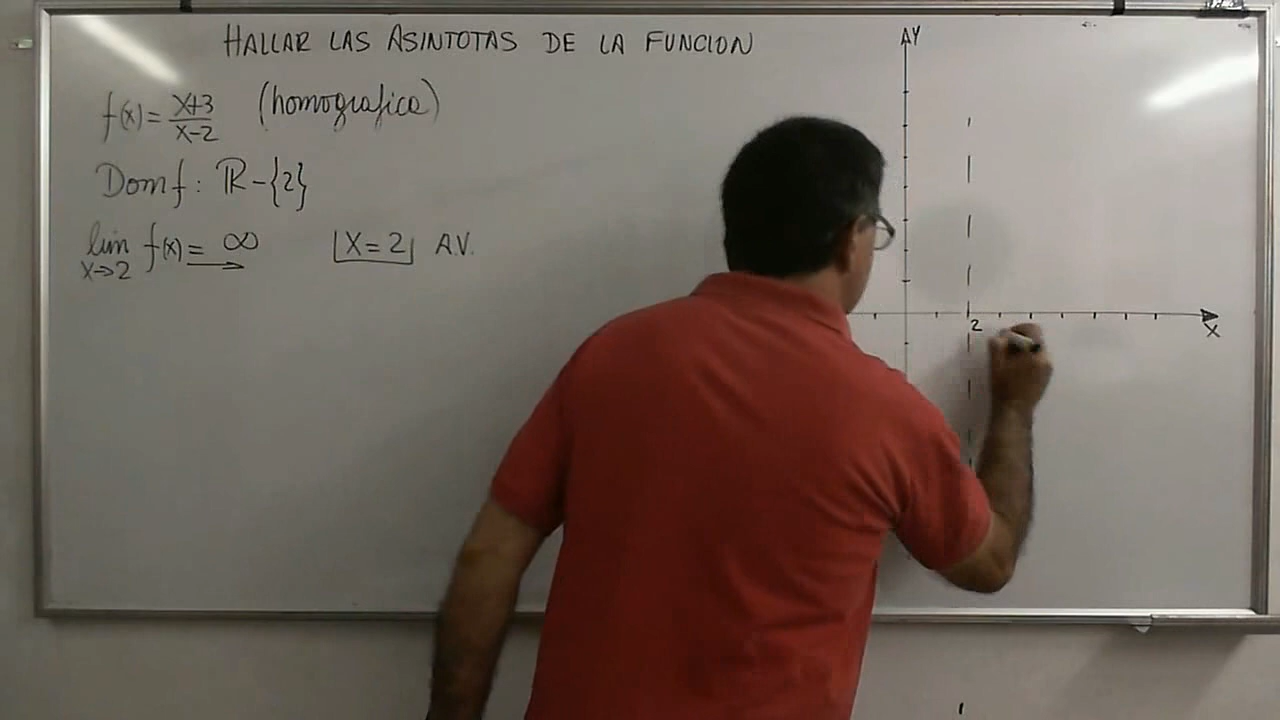 HALLAR LAS ASINTOTAS DE LA FUNCION
f(x) = x+3 / x-2 (homografica)
Dom f : ℝ-{2}
lim x→2 f(x) = ∞ x=2 A.V.
Y
2
X